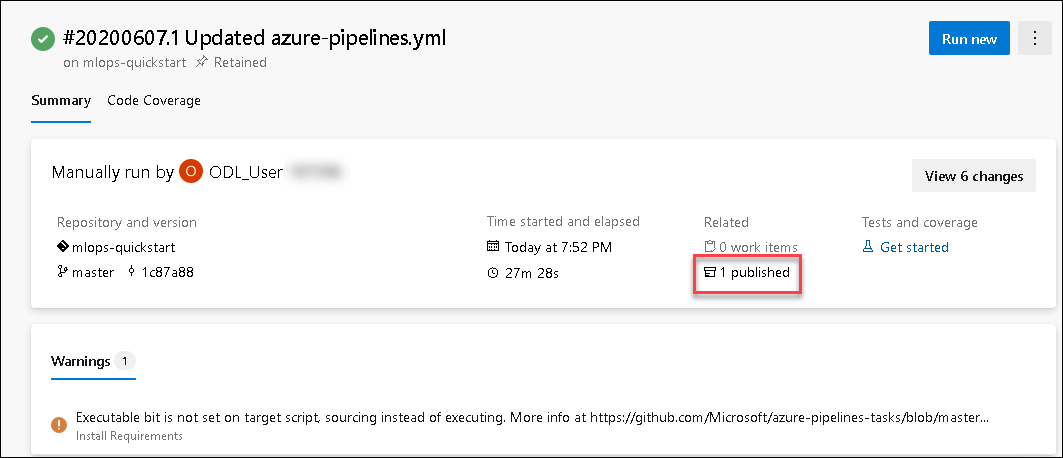 #20200607.1 Updated azure-pipelines.yml
Run new
on mlops-quickstart Retained
Summary Code Coverage
Manually run by O ODL_User
View 6 changes
Repository and version
Time started and elapsed
Related
Tests and coverage
mlops-quickstart
Today at 7:52 PM
0 work items
Get started
master 1c87a88
27m 28s
1 published
Warnings 1
Executable bit is not set on target script, sourcing instead of executing. More info at https://github.com/Microsoft/azure-pipelines-tasks/blob/master...
Install Requirements